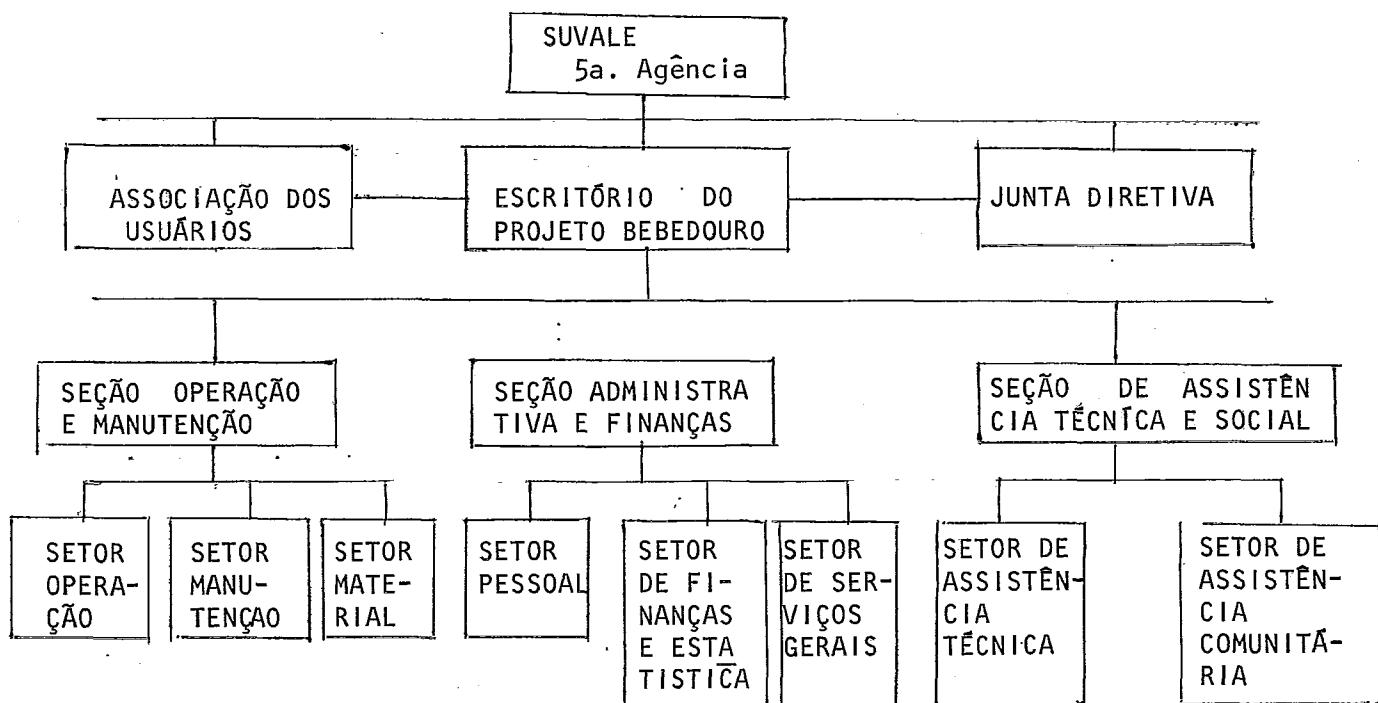 SUVALE
5a. Agência
ASSOCIAÇÃO DOS
USUÁRIOS
ESCRITÓRIO DO
PROJETO BEBEDOURO
JUNTA DIRETIVA
SEÇÃO OPERAÇÃO
E MANUTENÇÃO
SEÇÃO ADMINISTRA
TIVA E FINANÇAS
SEÇÃO DE ASSISTÊN
CIA TÉCNICA E SOCIAL
SETOR
OPERA-
ÇÃO
SETOR
MANU-
TENÇAO
SETOR
MATE-
RIAL
SETOR
PESSOAL
SETOR
DE FI-
NANÇAS
E ESTA
TISTICA
SETOR
DE SER-
VIÇOS
GERAIS
SETOR DE
ASSISTÊN-
CIA
TÉCNICA
SETOR DE
ASSISTÊN-
CIA
COMUNITÁ-
RIA